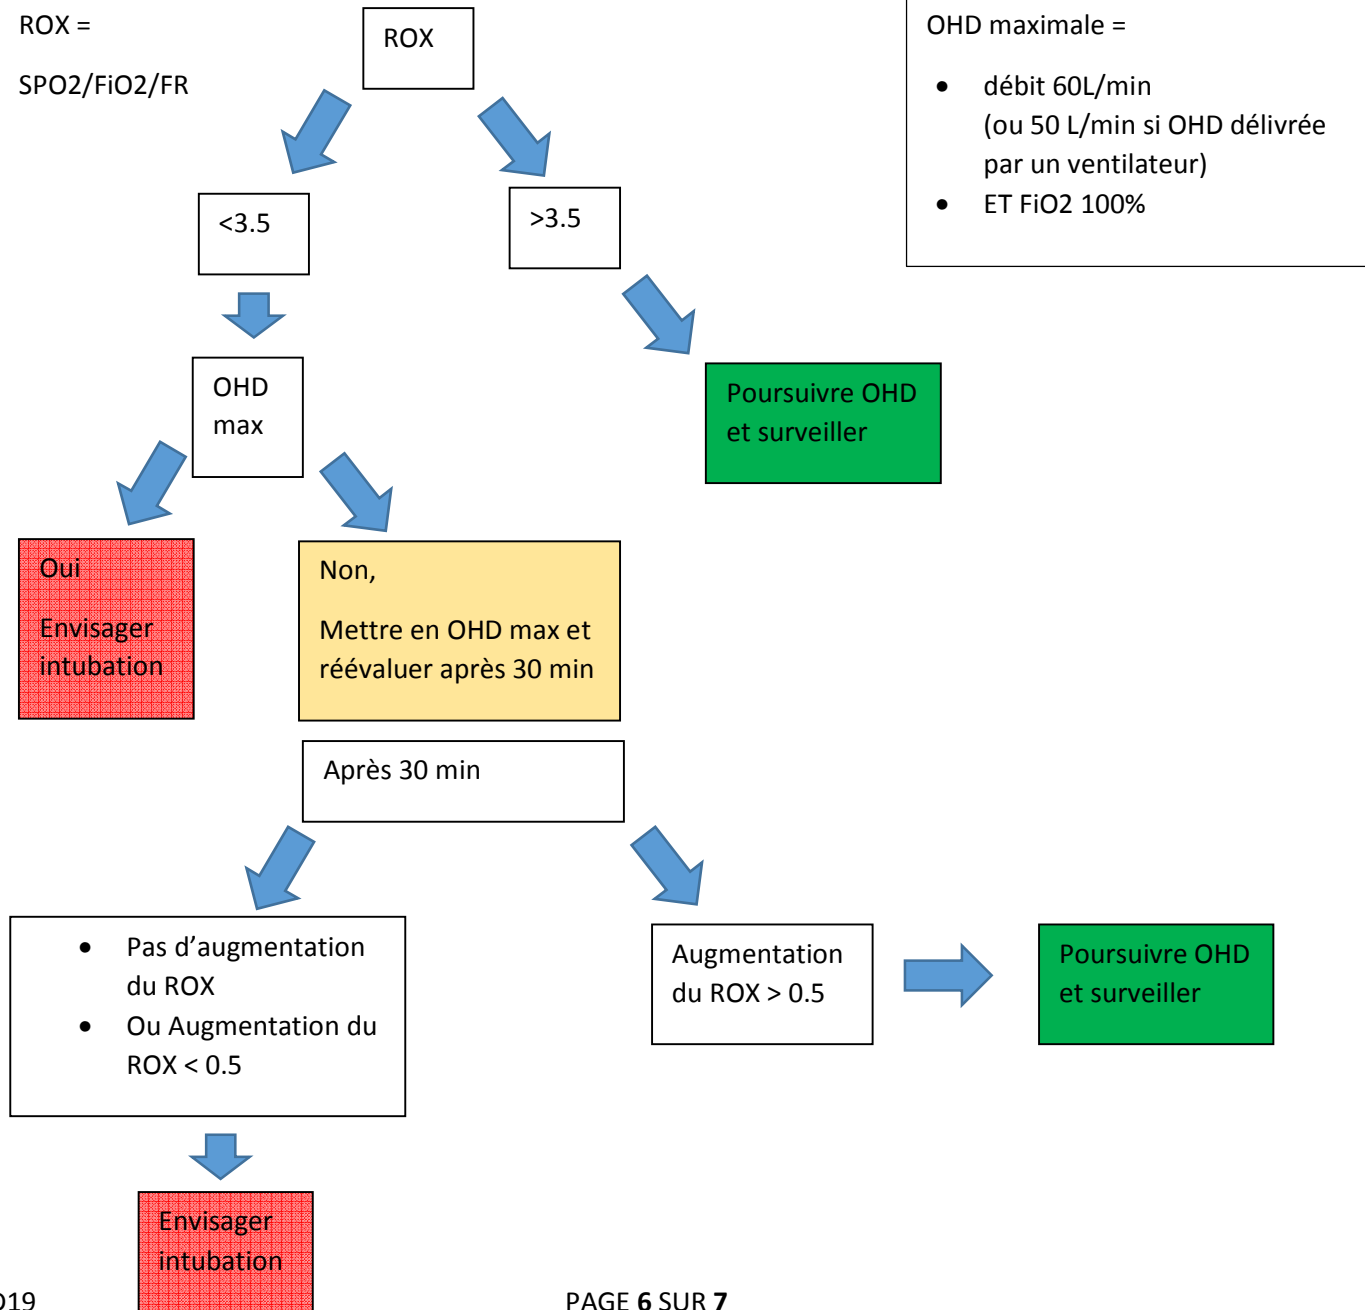 ROX =
SPO2/FiO2/FR
ROX
OHD maximale =
• débit 60L/min
(ou 50 L/min si OHD délivrée
par un ventilateur)
• ET FiO2 100%
<3.5
>3.5
OHD
max
Poursuivre OHD
et surveiller
Oui
Envisager
intubation
Non,
Mettre en OHD max et
réévaluer après 30 min
Après 30 min
• Pas d’augmentation
du ROX
• Ou Augmentation du
ROX < 0.5
Augmentation
du ROX > 0.5
Poursuivre OHD
et surveiller
Envisager
intubation
D19
PAGE 6 SUR 7